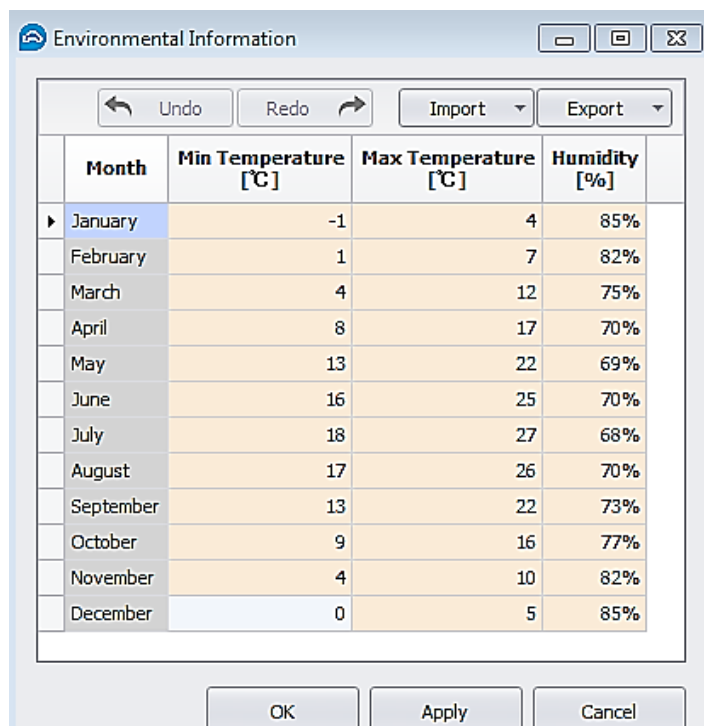 Environmental Information
Undo Redo Import Export
Month Min Temperature [℃] Max Temperature [℃] Humidity [%]
January -1 4 85%
February 1 7 82%
March 4 12 75%
April 8 17 70%
May 13 22 69%
June 16 25 70%
July 18 27 68%
August 17 26 70%
September 13 22 73%
October 9 16 77%
November 4 10 82%
December 0 5 85%
OK Apply Cancel